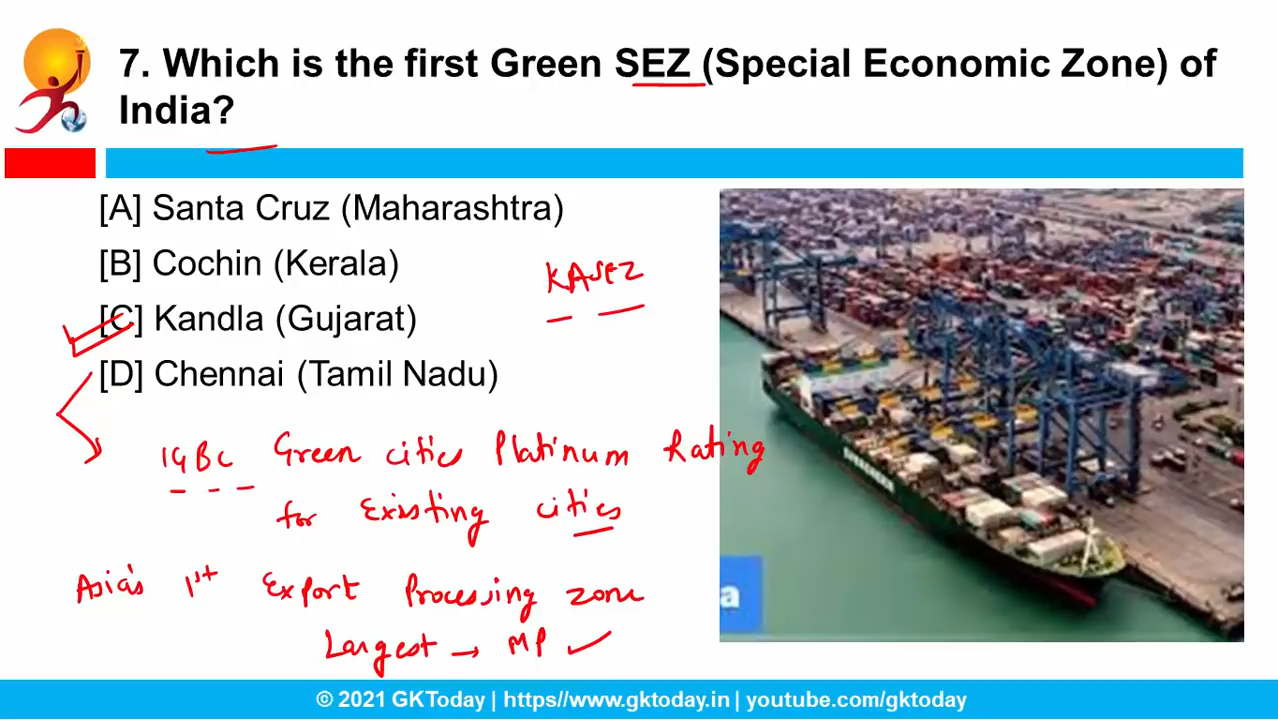 7. Which is the first Green SEZ (Special Economic Zone) of
India?
[A] Santa Cruz (Maharashtra)
[B] Cochin (Kerala)
KASEZ
[C] Kandla (Gujarat)
[D] Chennai (Tamil Nadu)
IGBC Green cities Platinum Rating
for Existing cities
Asia's 1st Export Processing zone
Largest → MP ✓
a
© 2021 GKToday | https//www.gktoday.in | youtube.com/gktoday